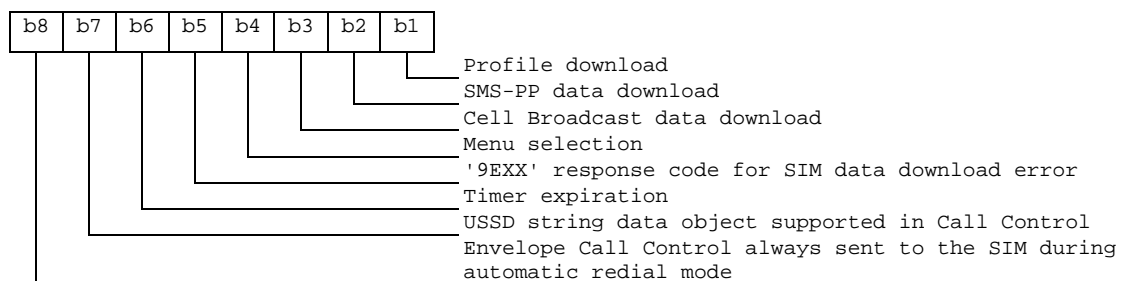 b8 b7 b6 b5 b4 b3 b2 b1
Profile download
SMS-PP data download
Cell Broadcast data download
Menu selection
'9EXX' response code for SIM data download error
Timer expiration
USSD string data object supported in Call Control
Envelope Call Control always sent to the SIM during
automatic redial mode